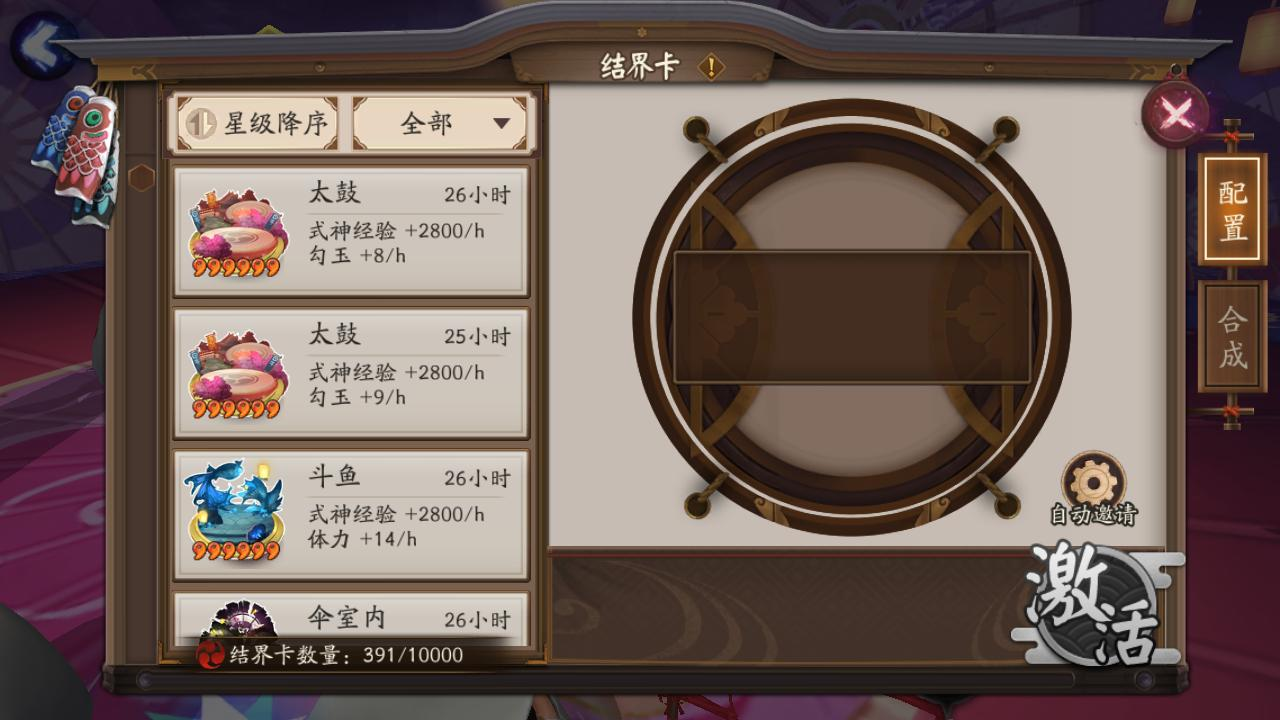 结界卡
星级降序
全部
太鼓 26小时
式神经验 +2800/h
勾玉 +8/h
太鼓 25小时
式神经验 +2800/h
勾玉 +9/h
斗鱼 26小时
式神经验 +2800/h
体力 +14/h
伞室内 26小时
结界卡数量：391/10000
配置
合成
自动邀请
激活